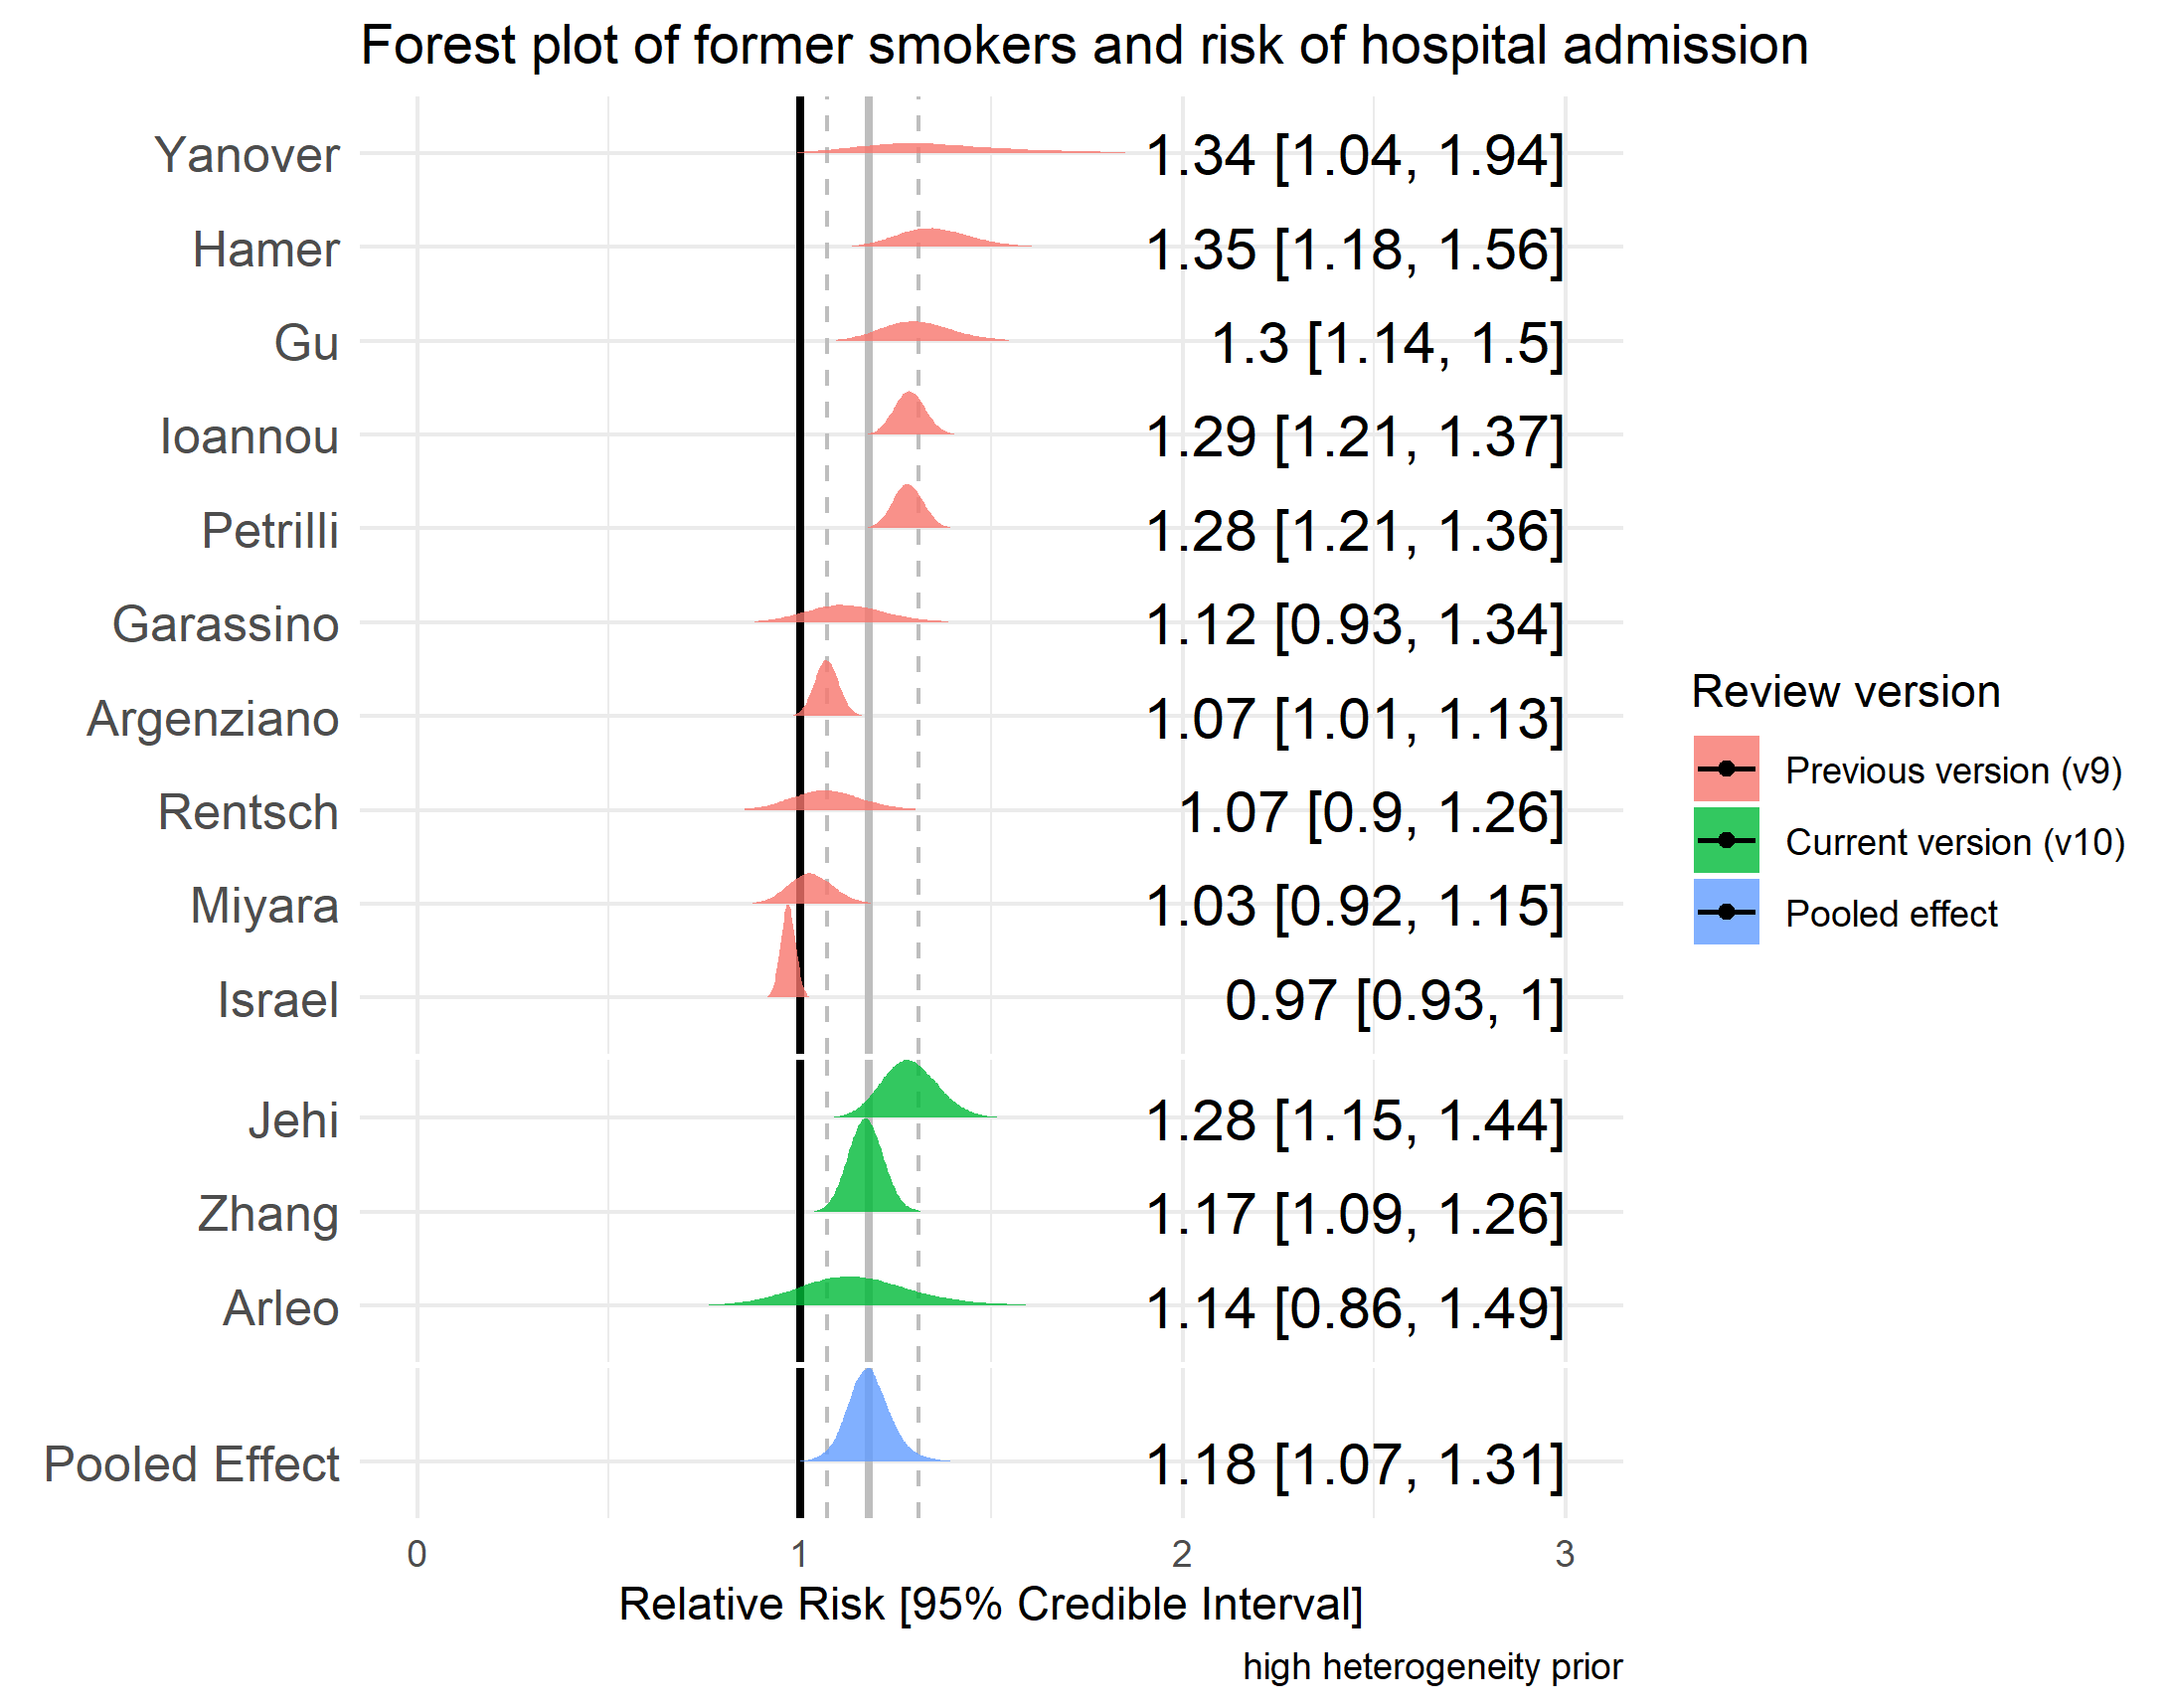 Forest plot of former smokers and risk of hospital admission
Yanover 1.34 [1.04, 1.94]
Hamer 1.35 [1.18, 1.56]
Gu 1.3 [1.14, 1.5]
Ioannou 1.29 [1.21, 1.37]
Petrilli 1.28 [1.21, 1.36]
Garassino 1.12 [0.93, 1.34]
Argenziano 1.07 [1.01, 1.13]
Rentsch 1.07 [0.9, 1.26]
Miyara 1.03 [0.92, 1.15]
Israel 0.97 [0.93, 1]
Jehi 1.28 [1.15, 1.44]
Zhang 1.17 [1.09, 1.26]
Arleo 1.14 [0.86, 1.49]
Pooled Effect 1.18 [1.07, 1.31]
0 1 2 3
Relative Risk [95% Credible Interval]
high heterogeneity prior
Review version
Previous version (v9)
Current version (v10)
Pooled effect